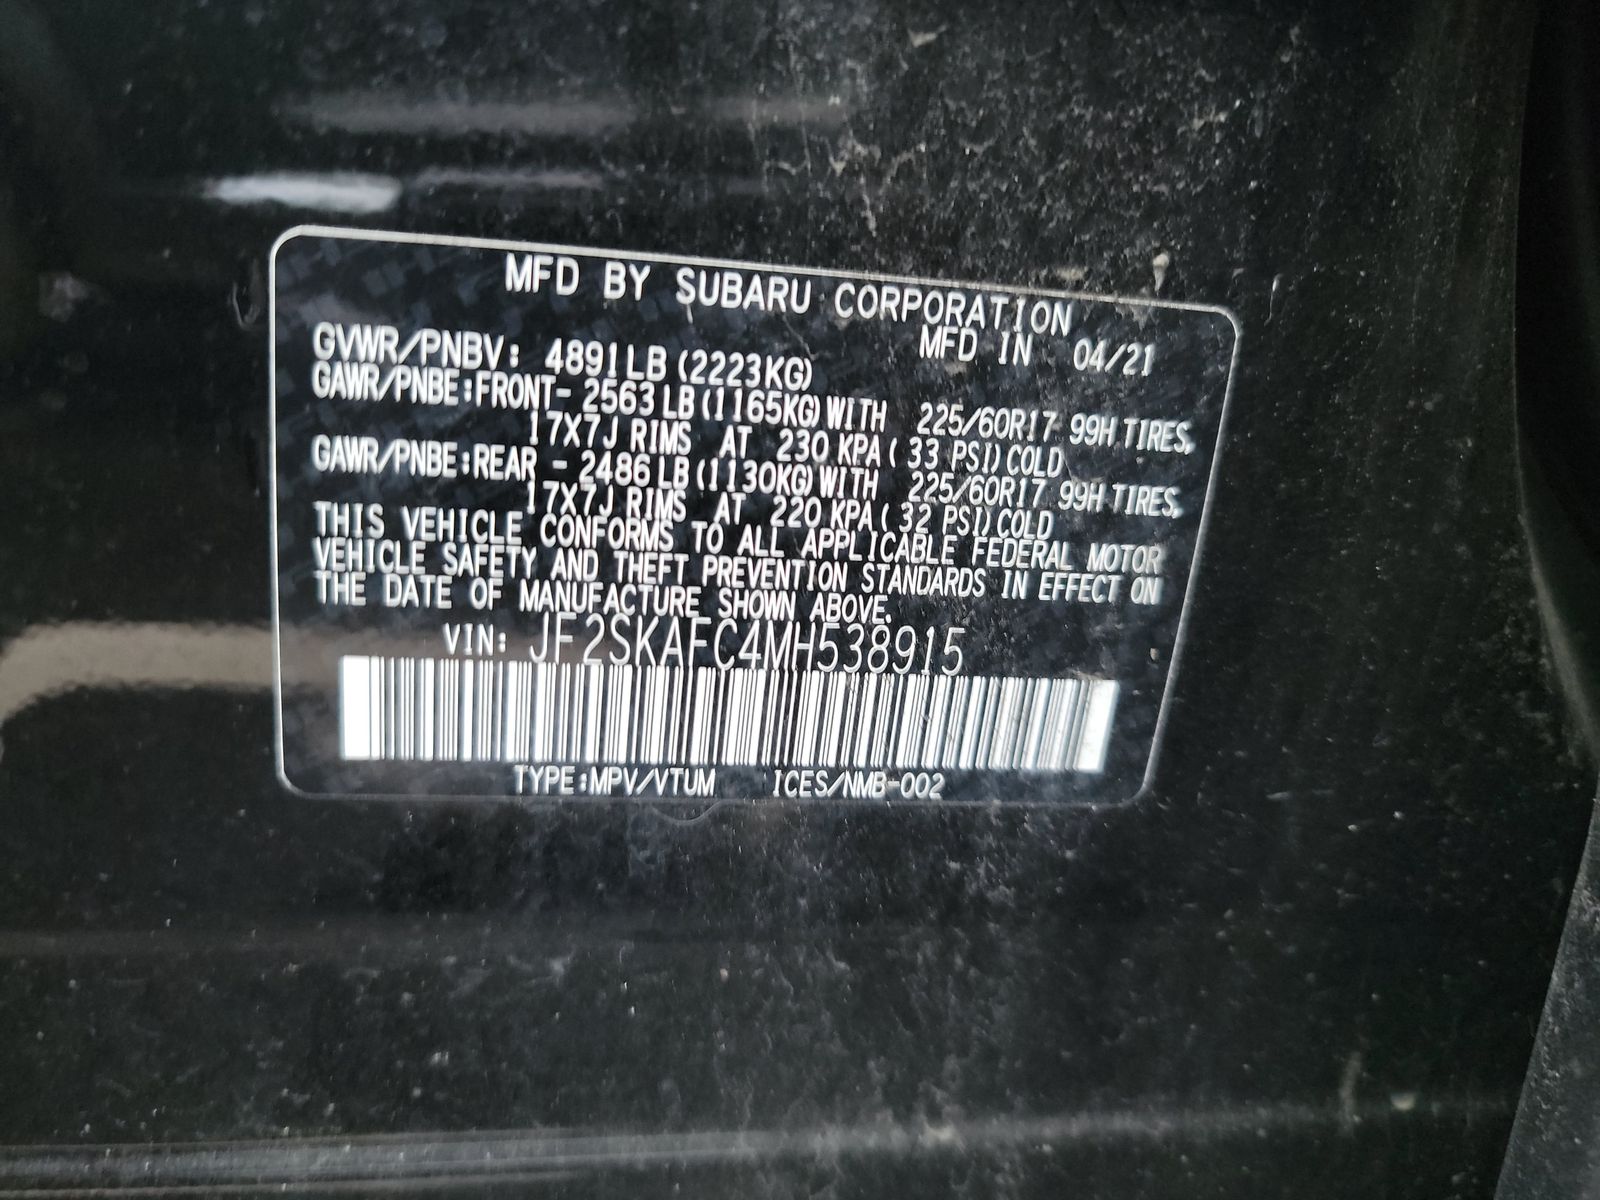 MFD BY SUBARU CORPORATION
MFD IN 04/21
GVWR/PNBV: 4891LB (2223KG)
GAWR/PNBE:FRONT- 2563 LB (1165KG) WITH 225/60R17 99H TIRES,
17X7J RIMS AT 230 KPA ( 33 PSI) COLD
GAWR/PNBE:REAR - 2486 LB (1130KG) WITH 225/60R17 99H TIRES,
17X7J RIMS AT 220 KPA ( 32 PSI) COLD
THIS VEHICLE CONFORMS TO ALL APPLICABLE FEDERAL MOTOR
VEHICLE SAFETY AND THEFT PREVENTION STANDARDS IN EFFECT ON
THE DATE OF MANUFACTURE SHOWN ABOVE.
VIN: JF2SKAFC4MH538915
TYPE:MPV/VTUM ICES/NMB-002